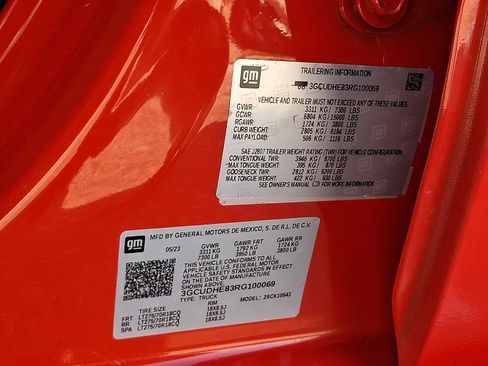 gm
TRAILERING INFORMATION
3GCUDHE83RG100069
VEHICLE AND TRAILER MUST NOT EXCEED ANY OF THESE VALUES
GVWR: 3311 KG/ 7300 LBS
GCWR: 6804 KG/15000 LBS
RGAWR: 1724 KG/ 3800 LBS
CURB WEIGHT: 2805 KG/ 6184 LBS
MAX PAYLOAD: 506 KG/ 1116 LBS
SAE J2807 TRAILER WEIGHT RATING (TWR) FOR VEHICLE CONFIGURATION.
CONVENTIONAL TWR: 3946 KG/ 8700 LBS
MAX TONGUE WEIGHT: 395 KG/ 870 LBS
GOOSENECK TWR: 2812 KG/ 6200 LBS
MAX TONGUE WEIGHT: 422 KG/ 930 LBS
SEE OWNER'S MANUAL FOR MORE INFORMATION
gm
MFD BY GENERAL MOTORS DE MEXICO, S. DE R.L. DE C.V.
05/23 GVWR GAWR FRT GAWR RR
3311 KG 1792 KG 1724 KG
7300 LB 3950 LB 3800 LB
THIS VEHICLE CONFORMS TO ALL
APPLICABLE U.S. FEDERAL MOTOR
VEHICLE SAFETY STANDARDS IN
EFFECT ON THE DATE OF
MANUFACTURE SHOWN ABOVE.
3GCUDHE83RG100069
TYPE: TRUCK MODEL: 19CK10543
TIRE SIZE RIM
FRT LT275/70R18CQ 18X8.5J
RR LT275/70R18CQ 18X8.5J
SPA LT275/70R18CQ 18X8.5J